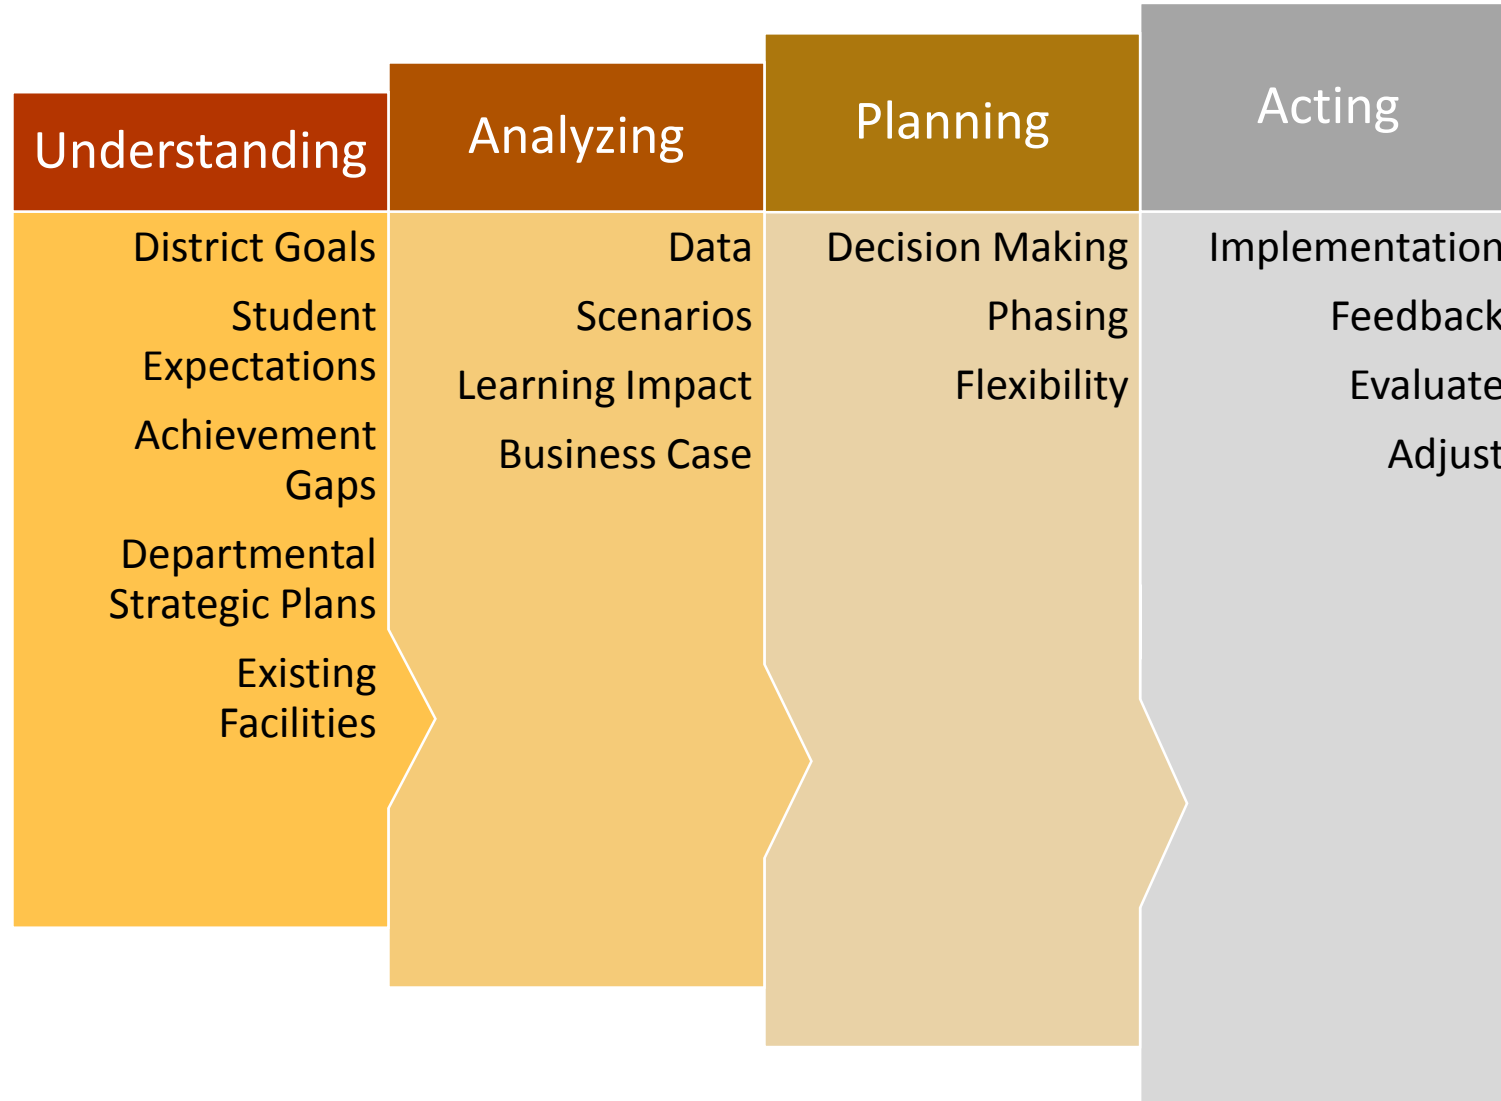 Understanding
District Goals
Student
Expectations
Achievement
Gaps
Departmental
Strategic Plans
Existing
Facilities
Analyzing
Data
Scenarios
Learning Impact
Business Case
Planning
Decision Making
Phasing
Flexibility
Acting
Implementation
Feedback
Evaluate
Adjust